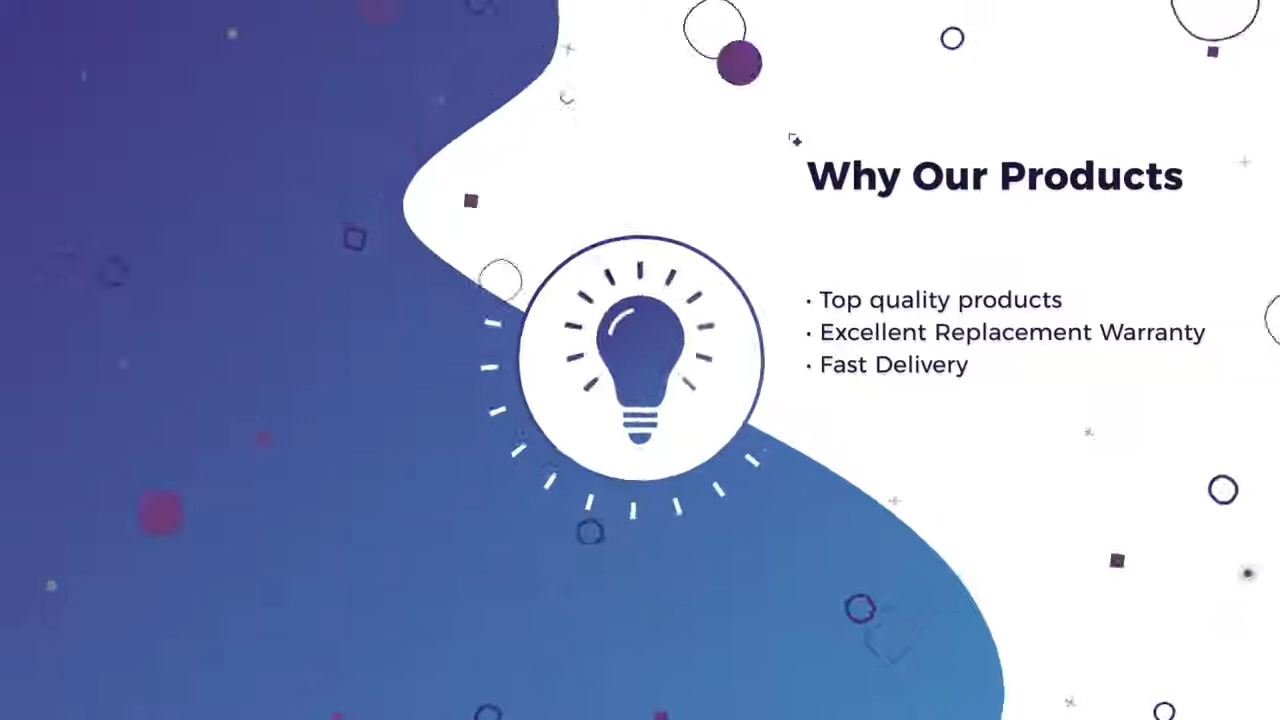 Why Our Products
· Top quality products
· Excellent Replacement Warranty
· Fast Delivery